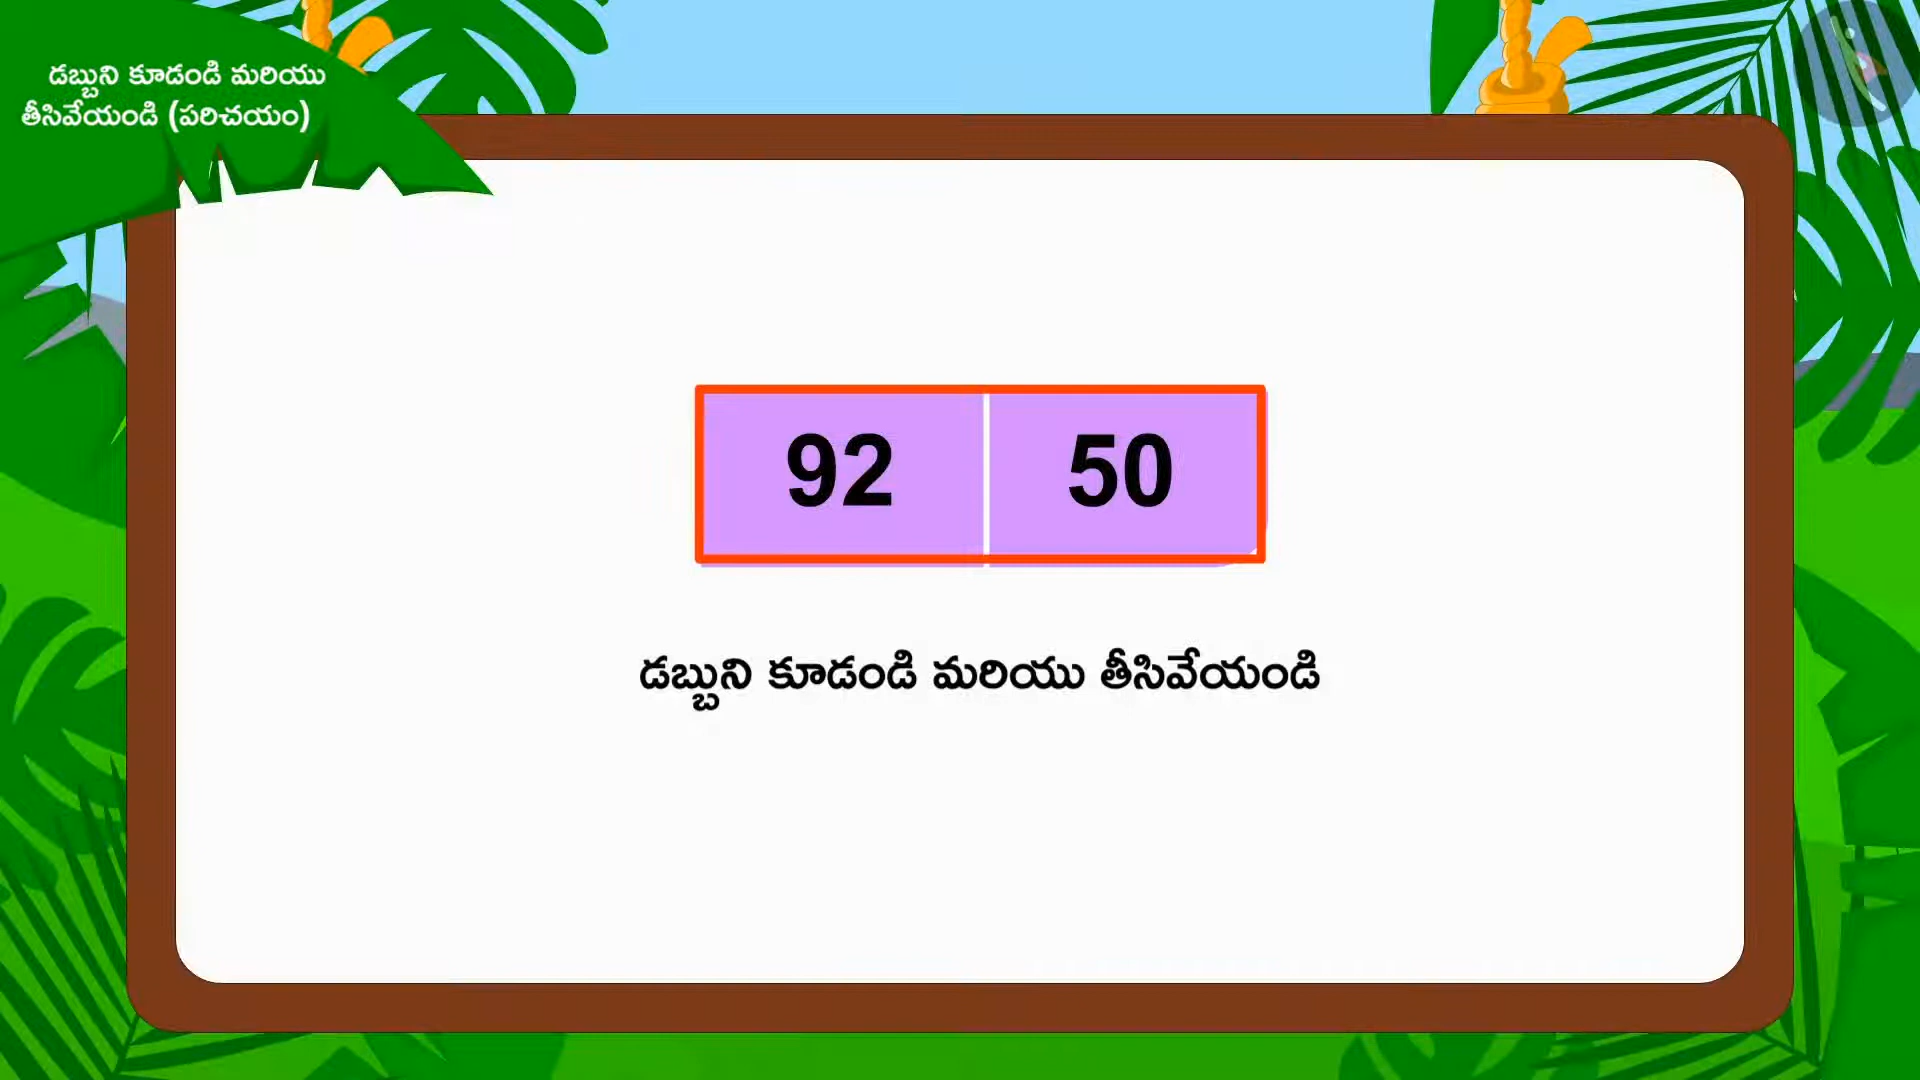 డబ్బుని కూడండి మరియు
తీసివేయండి (పరిచయం)
92 50
డబ్బుని కూడండి మరియు తీసివేయండి